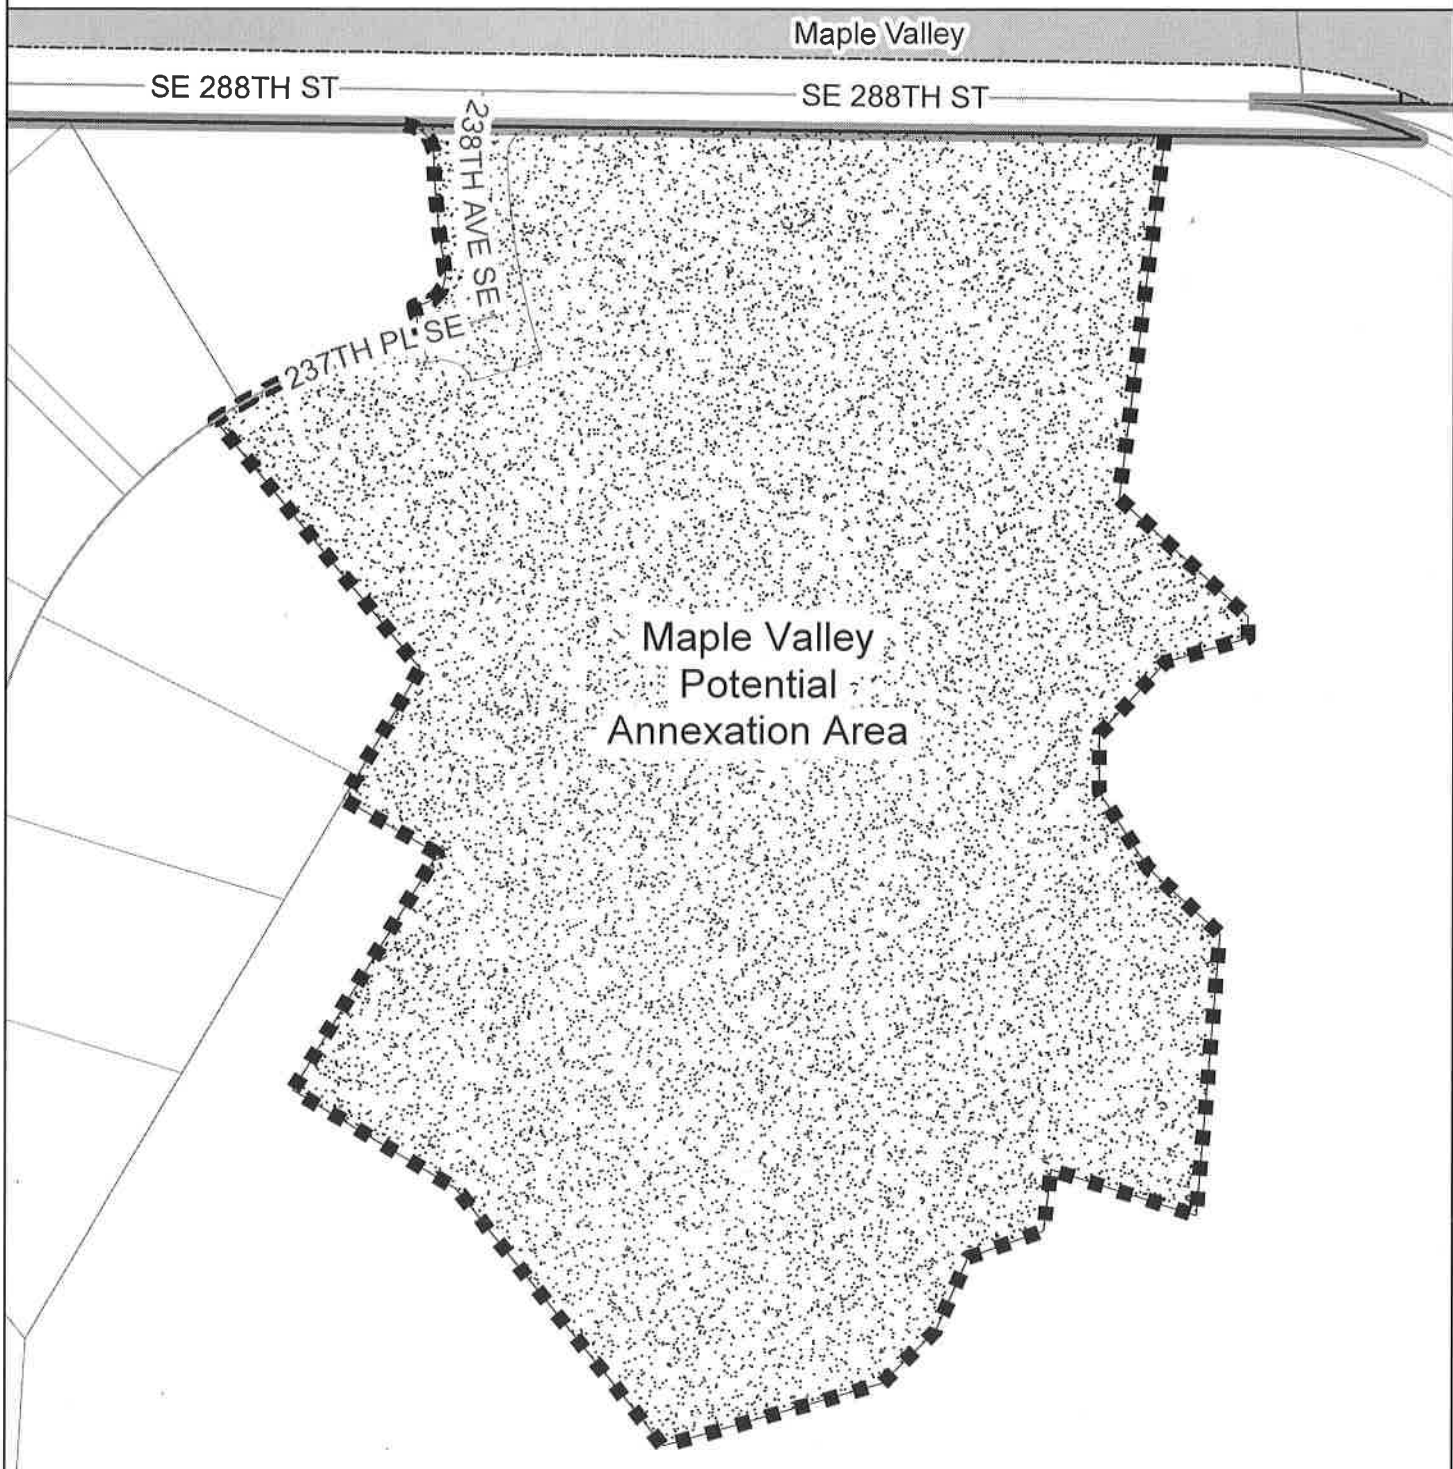 Maple Valley
SE 288TH ST
SE 288TH ST
238TH AVE SE
237TH PL SE
Maple Valley
Potential
Annexation Area